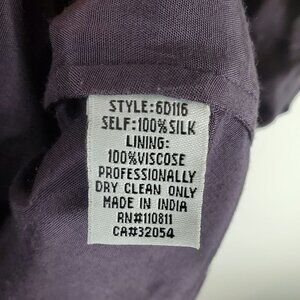 STYLE:6D116
SELF:100%SILK
LINING:
100%VISCOSE
PROFESSIONALLY
DRY CLEAN ONLY
MADE IN INDIA
RN#110811
CA#32054